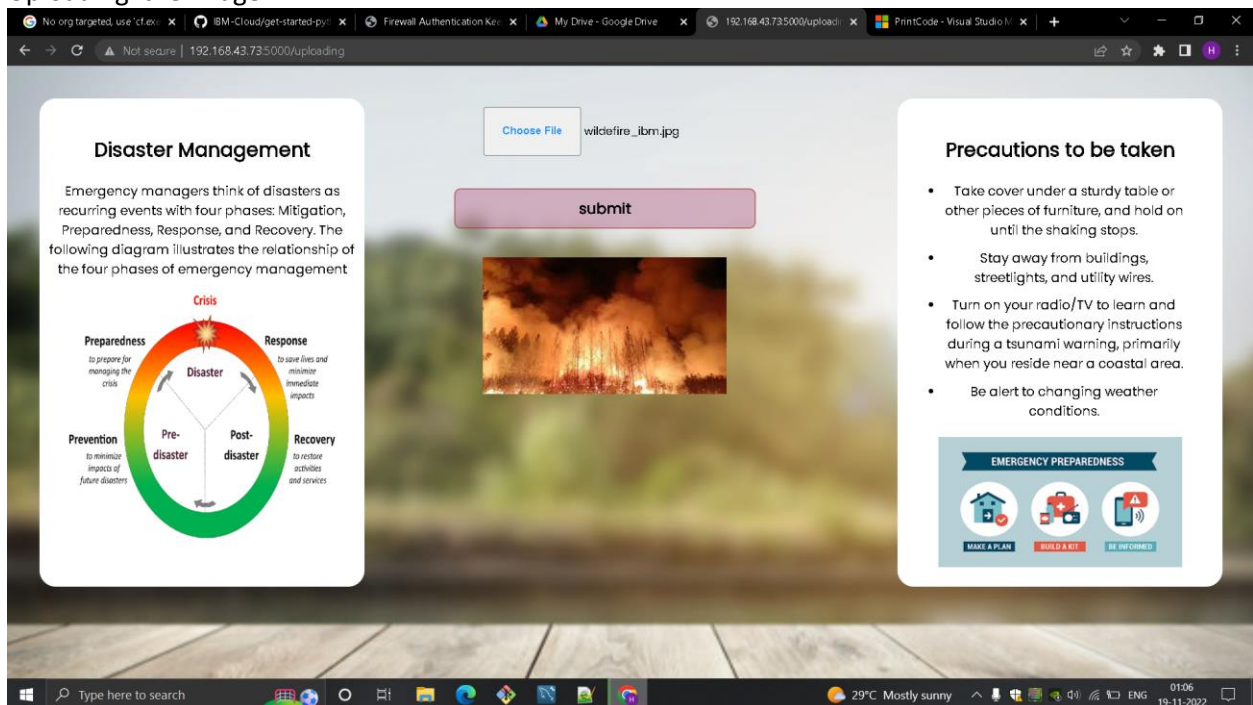 No org targeted, use 'cf.exe
IBM-Cloud/get-started-pyt
Firewall Authentication Kee
My Drive - Google Drive
192.168.43.73:5000/uploadi
PrintCode - Visual Studio M
Not secure | 192.168.43.73:5000/uploading
H
Disaster Management
Emergency managers think of disasters as
recurring events with four phases: Mitigation,
Preparedness, Response, and Recovery. The
following diagram illustrates the relationship of
the four phases of emergency management
Crisis
Preparedness
to prepare for
managing the
crisis
Response
to save lives and
minimize
immediate
impacts
Disaster
Prevention
to minimize
impacts of
future disasters
Pre-
disaster
Post-
disaster
Recovery
to restore
activities
and services
Choose File wildefire_ibm.jpg
submit
Precautions to be taken
• Take cover under a sturdy table or
other pieces of furniture, and hold on
until the shaking stops.
• Stay away from buildings,
streetlights, and utility wires.
• Turn on your radio/TV to learn and
follow the precautionary instructions
during a tsunami warning, primarily
when you reside near a coastal area.
• Be alert to changing weather
conditions.
EMERGENCY PREPAREDNESS
MAKE A PLAN
BUILD A KIT
BE INFORMED
Type here to search
29°C Mostly sunny
ENG
01:06
19-11-2022